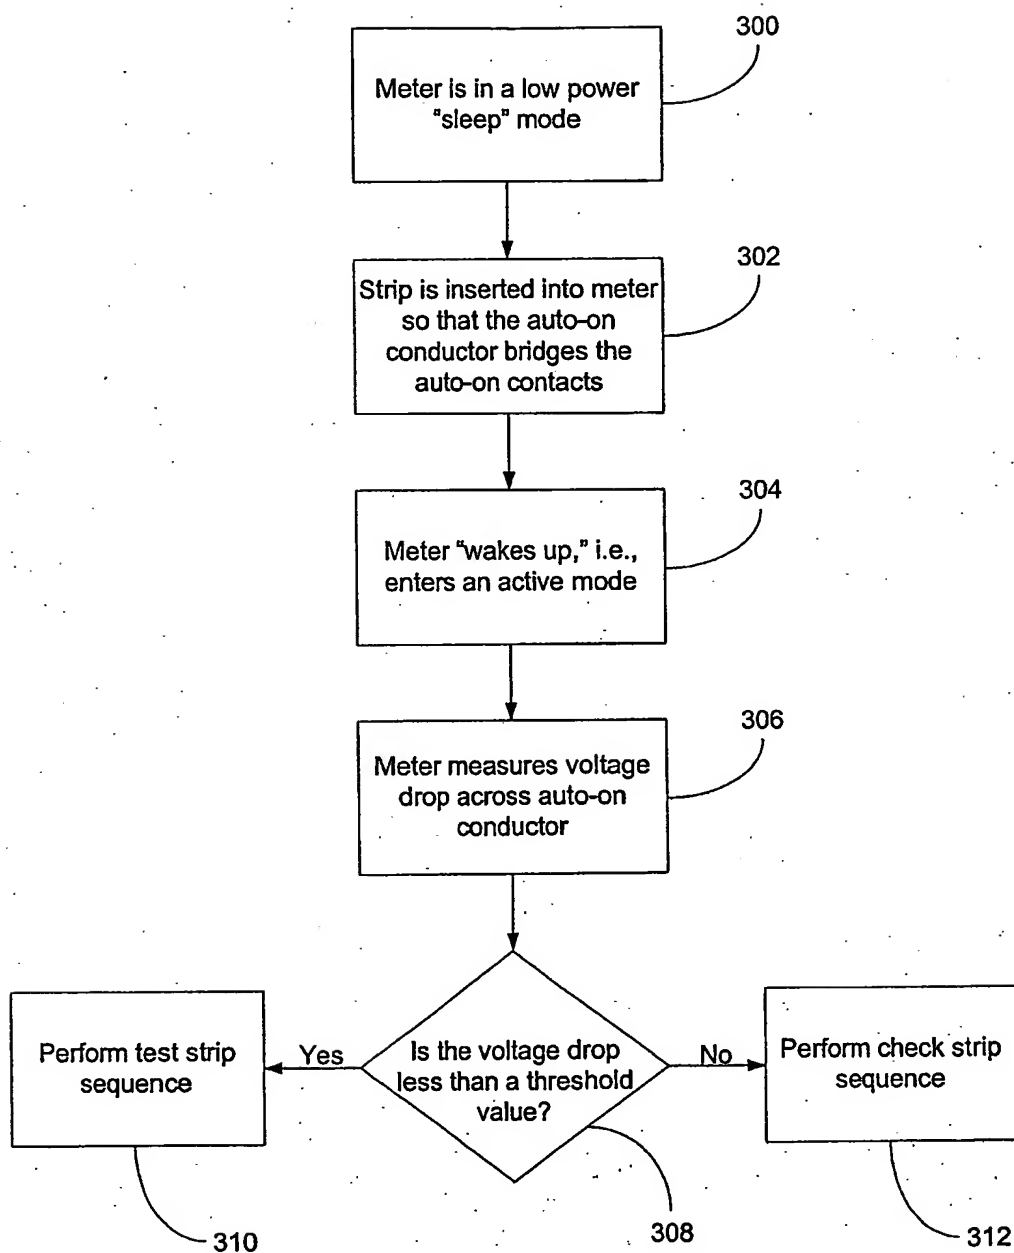 300
Meter is in a low power
"sleep" mode
302
Strip is inserted into meter
so that the auto-on
conductor bridges the
auto-on contacts
304
Meter "wakes up," i.e.,
enters an active mode
306
Meter measures voltage
drop across auto-on
conductor
Perform test strip
sequence
Yes
Is the voltage drop
less than a threshold
value?
No
Perform check strip
sequence
310
308
312